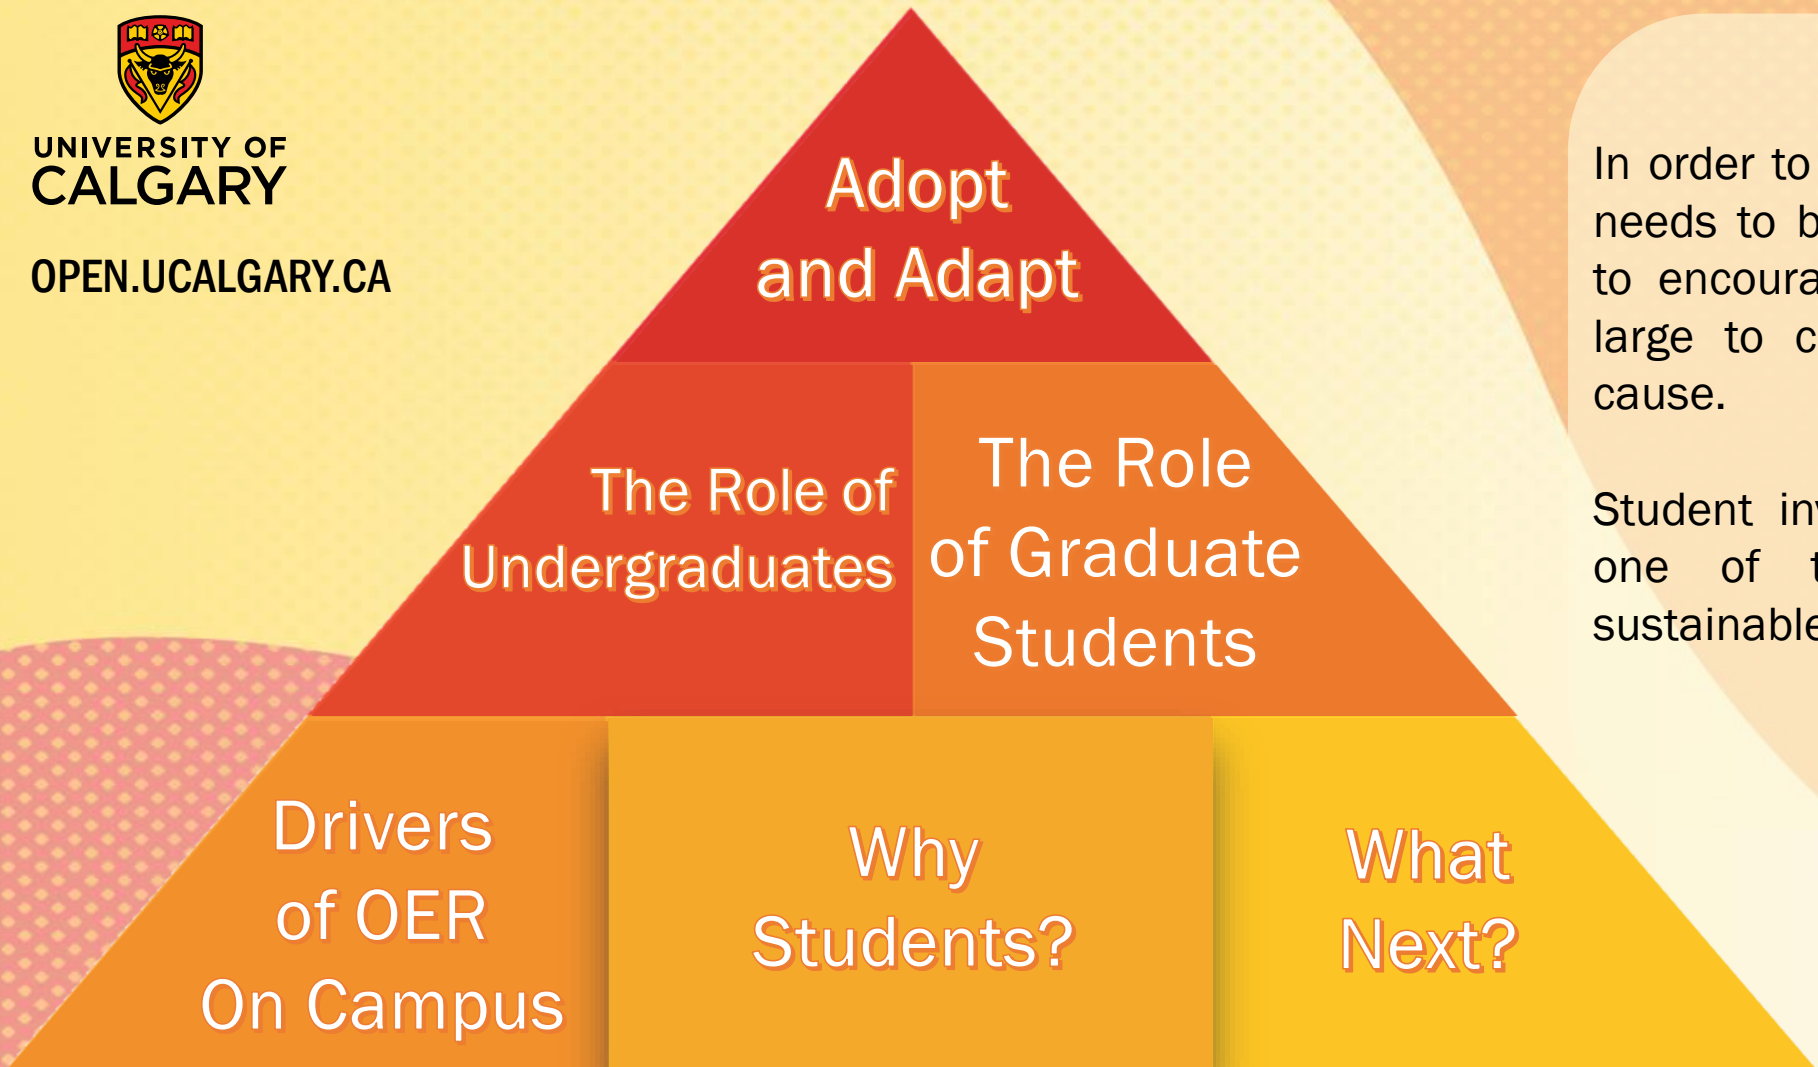 UNIVERSITY OF
CALGARY
OPEN.UCALGARY.CA
Adopt
and Adapt
The Role of
Undergraduates
The Role
of Graduate
Students
Drivers
of OER
On Campus
Why
Students?
What
Next?
In order to
needs to
to
large to
cause.
Student
one of